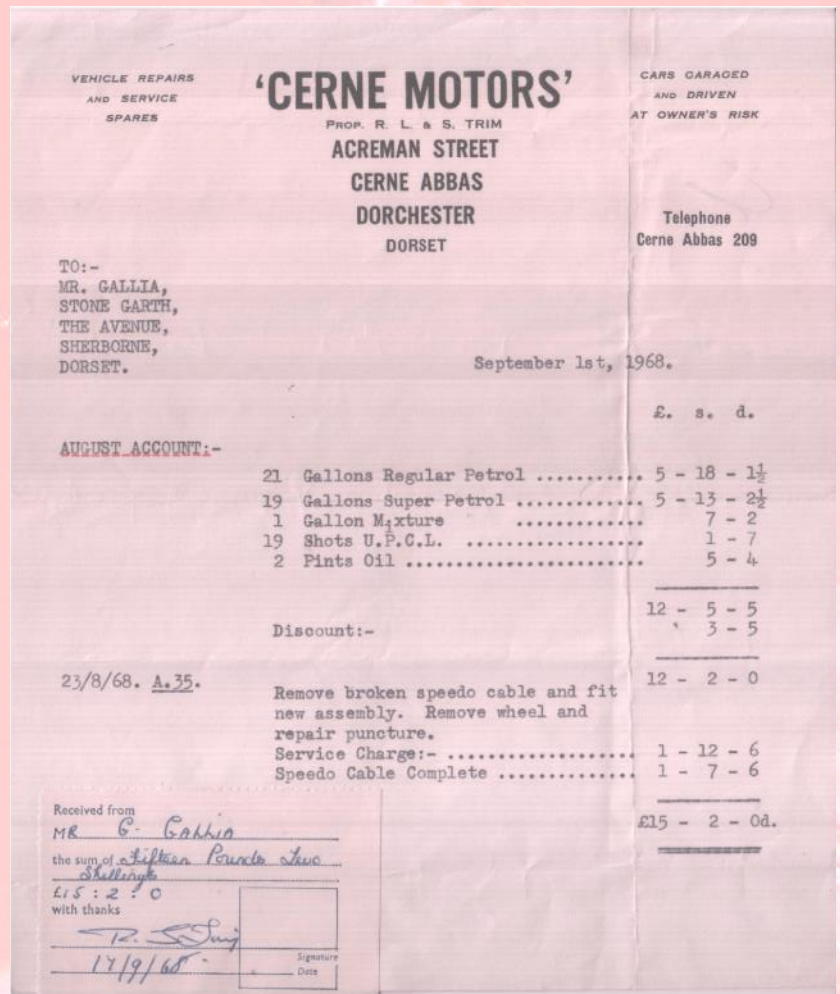 VEHICLE REPAIRS
AND SERVICE
SPARES
'CERNE MOTORS'
PROP. R. L. & S. TRIM
ACREMAN STREET
CERNE ABBAS
DORCHESTER
DORSET
CARS GARAGED
AND DRIVEN
AT OWNER'S RISK
Telephone
Cerne Abbas 209
TO:-
MR. GALLIA,
STONE GARTH,
THE AVENUE,
SHERBORNE,
DORSET.
September 1st, 1968.
£. s. d.
AUGUST ACCOUNT:-
21 Gallons Regular Petrol ........... 5 - 18 - 1½
19 Gallons Super Petrol ............. 5 - 13 - 2½
1 Gallon Mixture ............. 7 - 2
19 Shots U.P.C.L. .................. 1 - 7
2 Pints Oil ........................ 5 - 4
12 - 5 - 5
Discount:- 3 - 5
23/8/68. A.35. 12 - 2 - 0
Remove broken speedo cable and fit
new assembly. Remove wheel and
repair puncture.
Service Charge:- ................... 1 - 12 - 6
Speedo Cable Complete .............. 1 - 7 - 6
£15 - 2 - 0d.
Received from
MR G. GALLIA
the sum of Fifteen Pounds Two
Shillings
£15 : 2 : 0
with thanks
Signature
17/9/68 Date